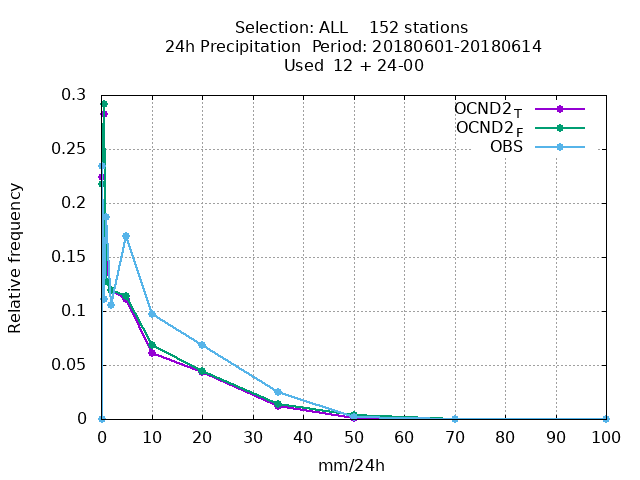 Selection: ALL    152 stations
24h Precipitation  Period: 20180601-20180614
Used  12 + 24-00
OCND2T
OCND2F
OBS
0.3
0.25
0.2
0.15
0.1
0.05
0
Relative frequency
0 10 20 30 40 50 60 70 80 90 100
mm/24h